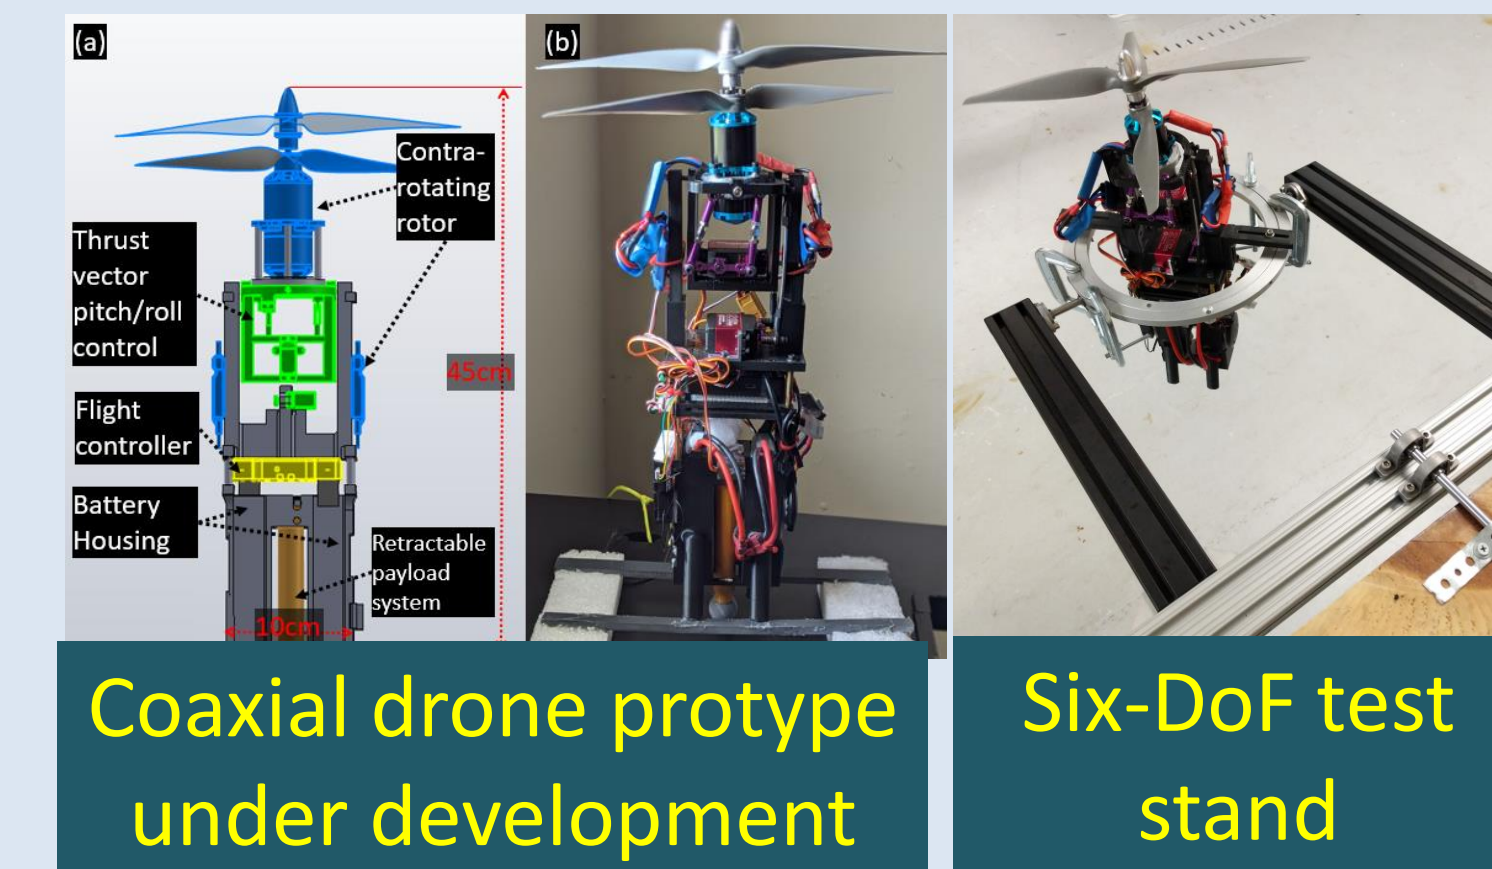 (a)
Contra-
rotating
rotor
Thrust
vector
pitch/roll
control
45cm
Flight
controller
Battery
Housing
Retractable
payload
system
10cm
(b)
Coaxial drone protype
under development
Six-DoF test
stand